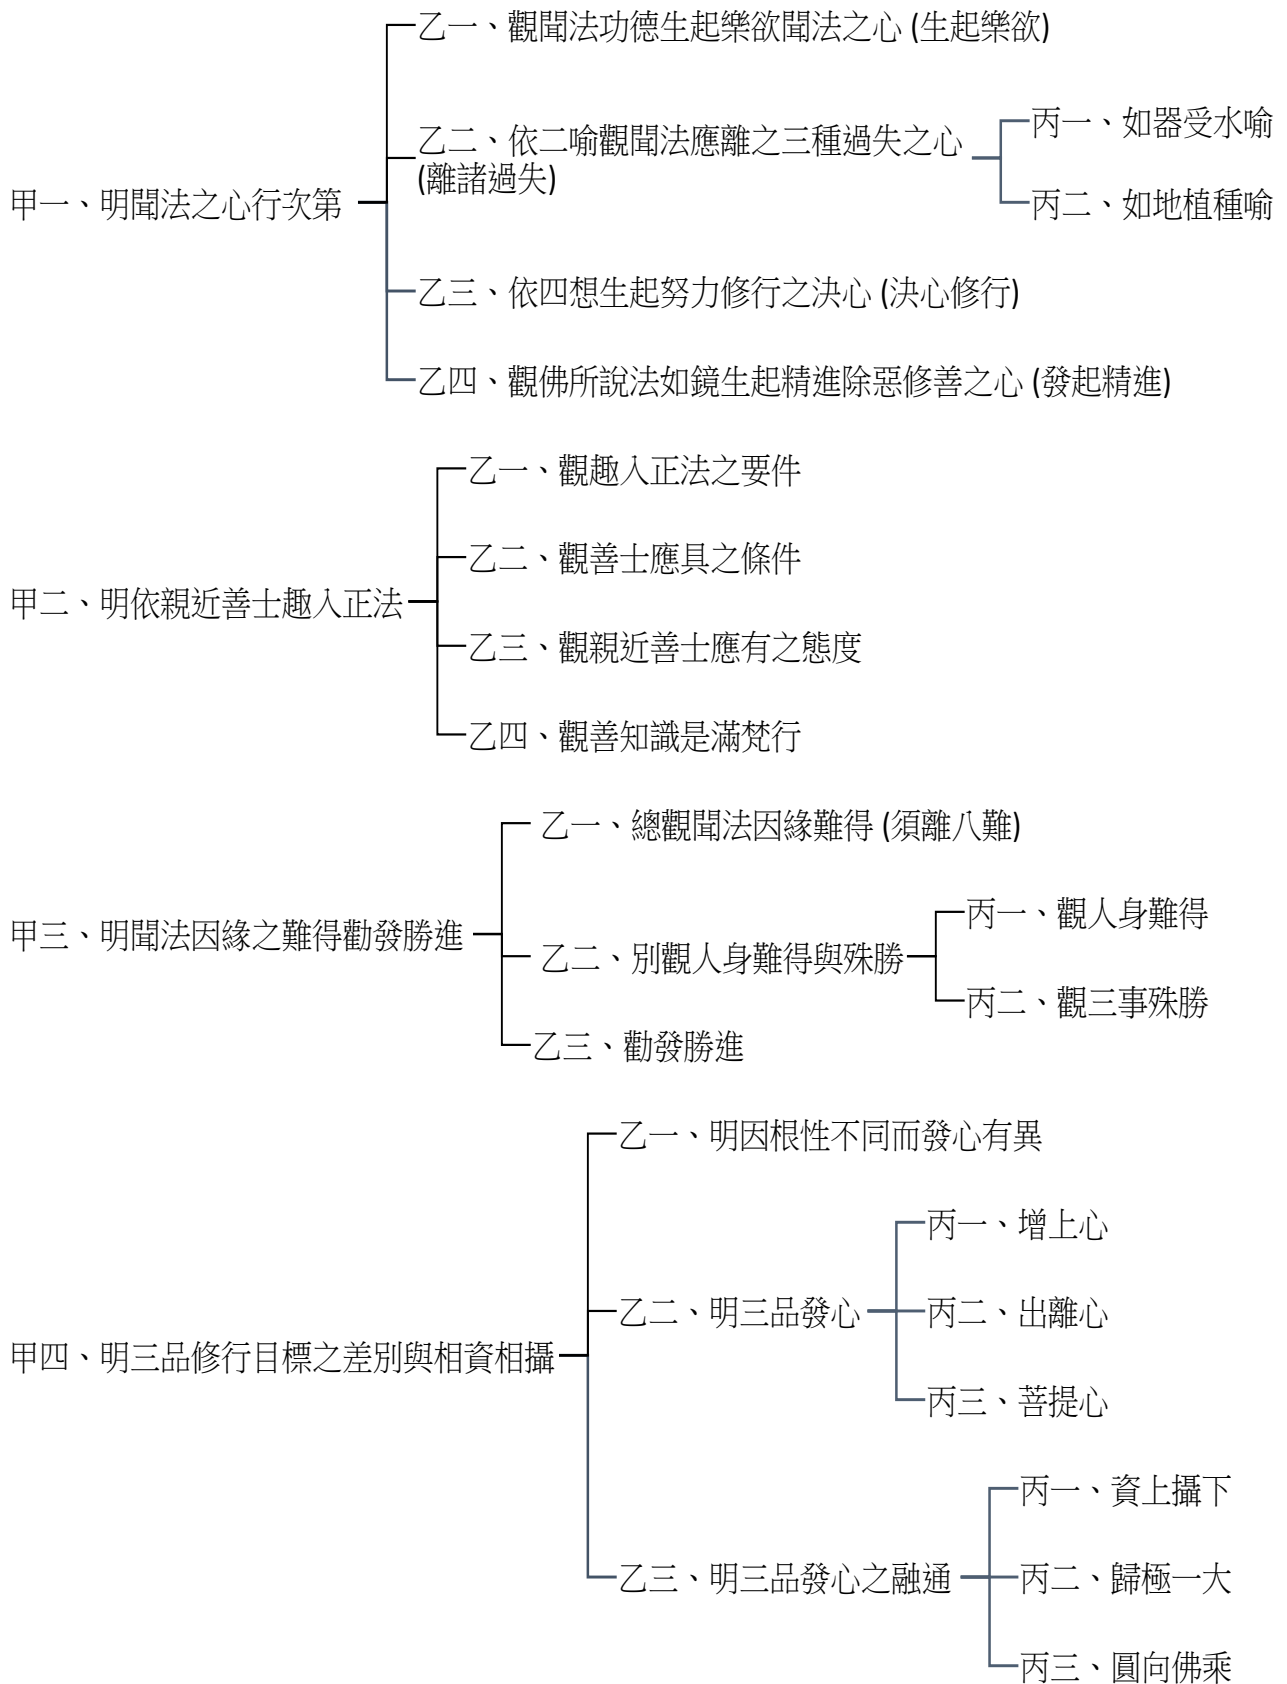 甲一、明聞法之心行次第
乙一、觀聞法功德生起樂欲聞法之心 (生起樂欲)
乙二、依二喻觀聞法應離之三種過失之心
(離諸過失)
丙一、如器受水喻
丙二、如地植種喻
乙三、依四想生起努力修行之決心 (決心修行)
乙四、觀佛所說法如鏡生起精進除惡修善之心 (發起精進)
甲二、明依親近善士趣入正法
乙一、觀趣入正法之要件
乙二、觀善士應具之條件
乙三、觀親近善士應有之態度
乙四、觀善知識是滿梵行
甲三、明聞法因緣之難得勸發勝進
乙一、總觀聞法因緣難得 (須離八難)
乙二、別觀人身難得與殊勝
丙一、觀人身難得
丙二、觀三事殊勝
乙三、勸發勝進
甲四、明三品修行目標之差別與相資相攝
乙一、明因根性不同而發心有異
乙二、明三品發心
丙一、增上心
丙二、出離心
丙三、菩提心
乙三、明三品發心之融通
丙一、資上攝下
丙二、歸極一大
丙三、圓向佛乘